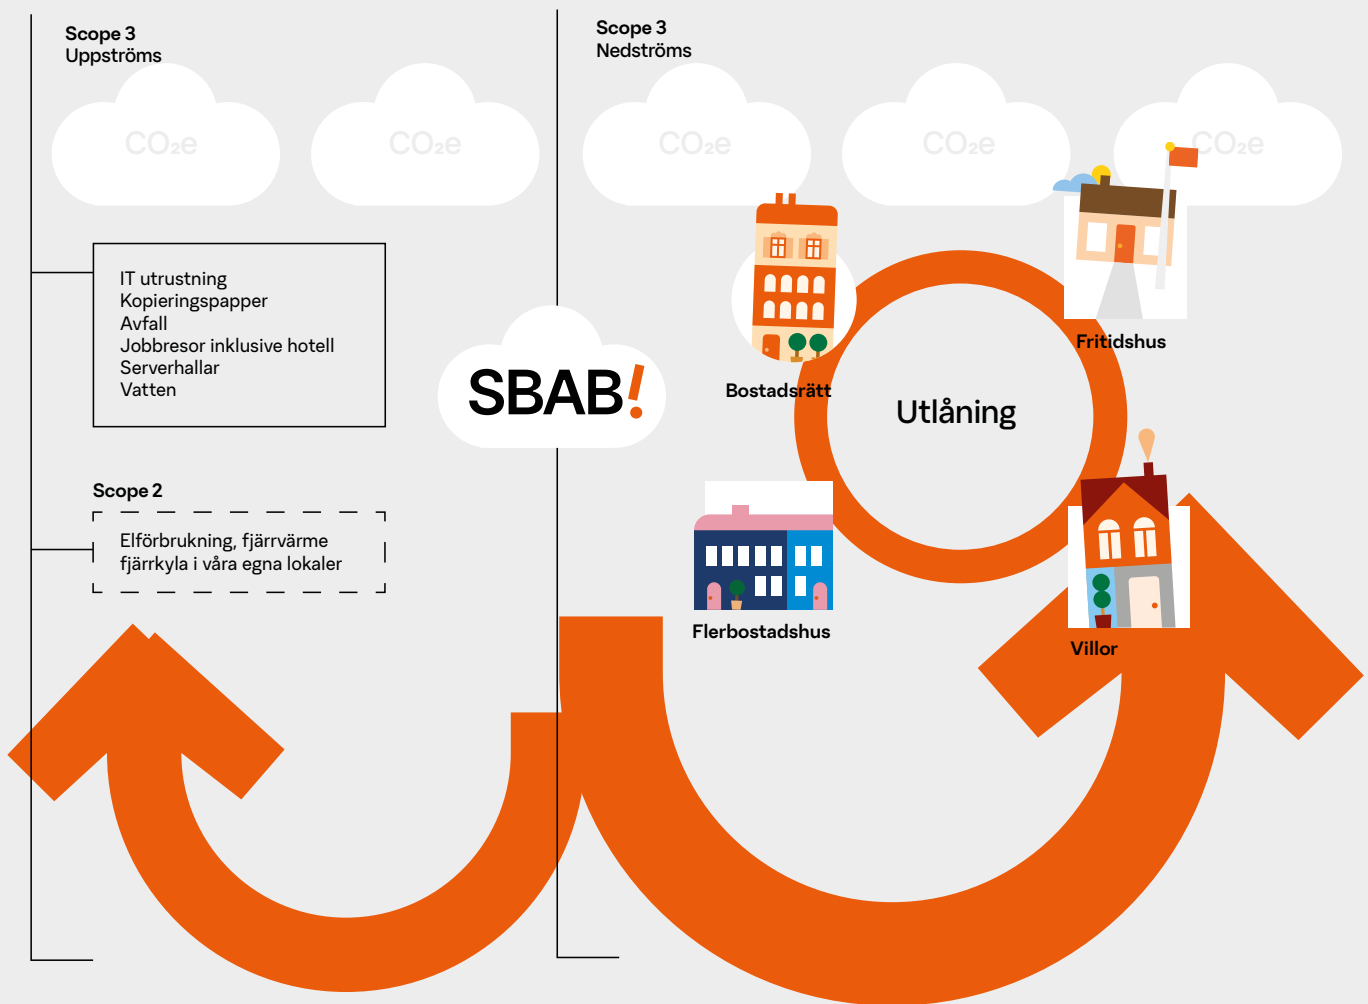 Scope 3
Uppströms
CO₂e
CO₂e
IT utrustning
Kopieringspapper
Avfall
Jobbresor inklusive hotell
Serverhallar
Vatten
Scope 2
Elförbrukning, fjärrvärme
fjärrkyla i våra egna lokaler
SBAB!
Scope 3
Nedströms
CO₂e
CO₂e
CO₂e
Fritidshus
Bostadsrätt
Utlåning
Flerbostadshus
Villor